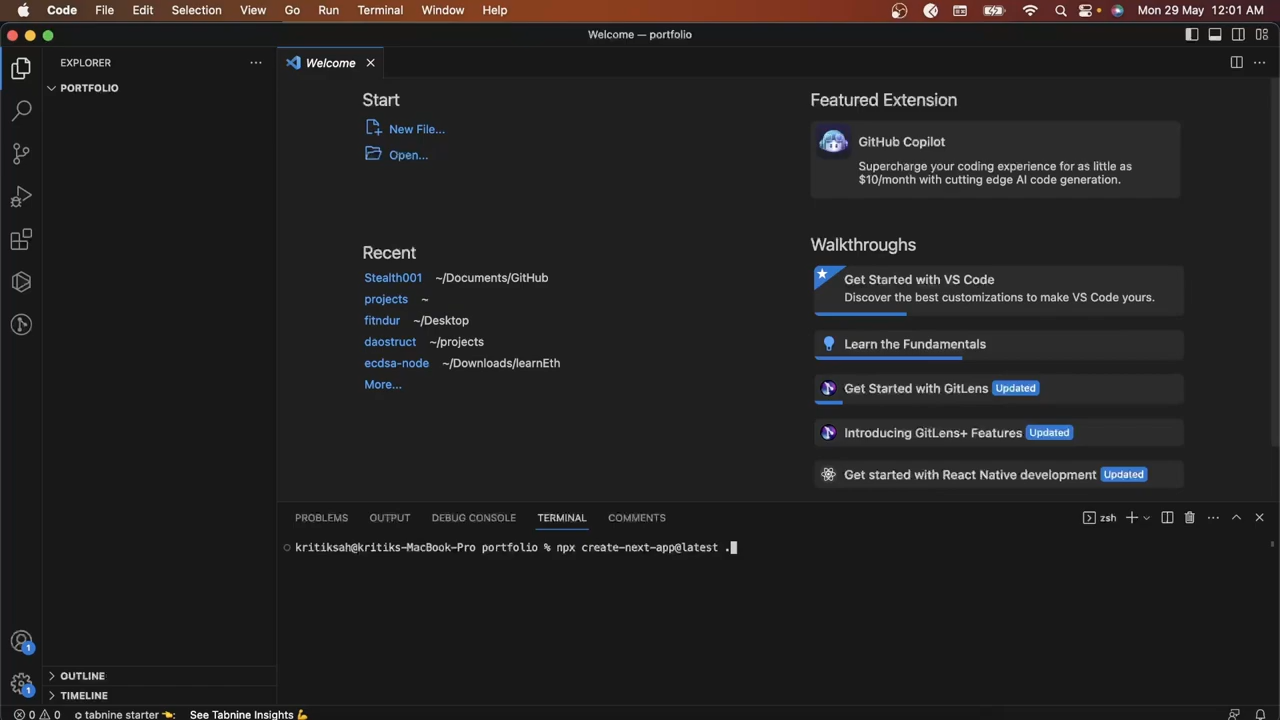 Code File Edit Selection View Go Run Terminal Window Help Mon 29 May 12:01 AM
Welcome — portfolio
EXPLORER
PORTFOLIO
Welcome
Start
New File...
Open...
Recent
Stealth001 ~/Documents/GitHub
projects ~
fitndur ~/Desktop
daostruct ~/projects
ecdsa-node ~/Downloads/learnEth
More...
Featured Extension
GitHub Copilot
Supercharge your coding experience for as little as
$10/month with cutting edge AI code generation.
Walkthroughs
Get Started with VS Code
Discover the best customizations to make VS Code yours.
Learn the Fundamentals
Get Started with GitLens Updated
Introducing GitLens+ Features Updated
Get started with React Native development Updated
PROBLEMS OUTPUT DEBUG CONSOLE TERMINAL COMMENTS zsh
kritiksah@kritiks-MacBook-Pro portfolio % npx create-next-app@latest .
1
1
OUTLINE
TIMELINE
0 0 tabnine starter See Tabnine Insights